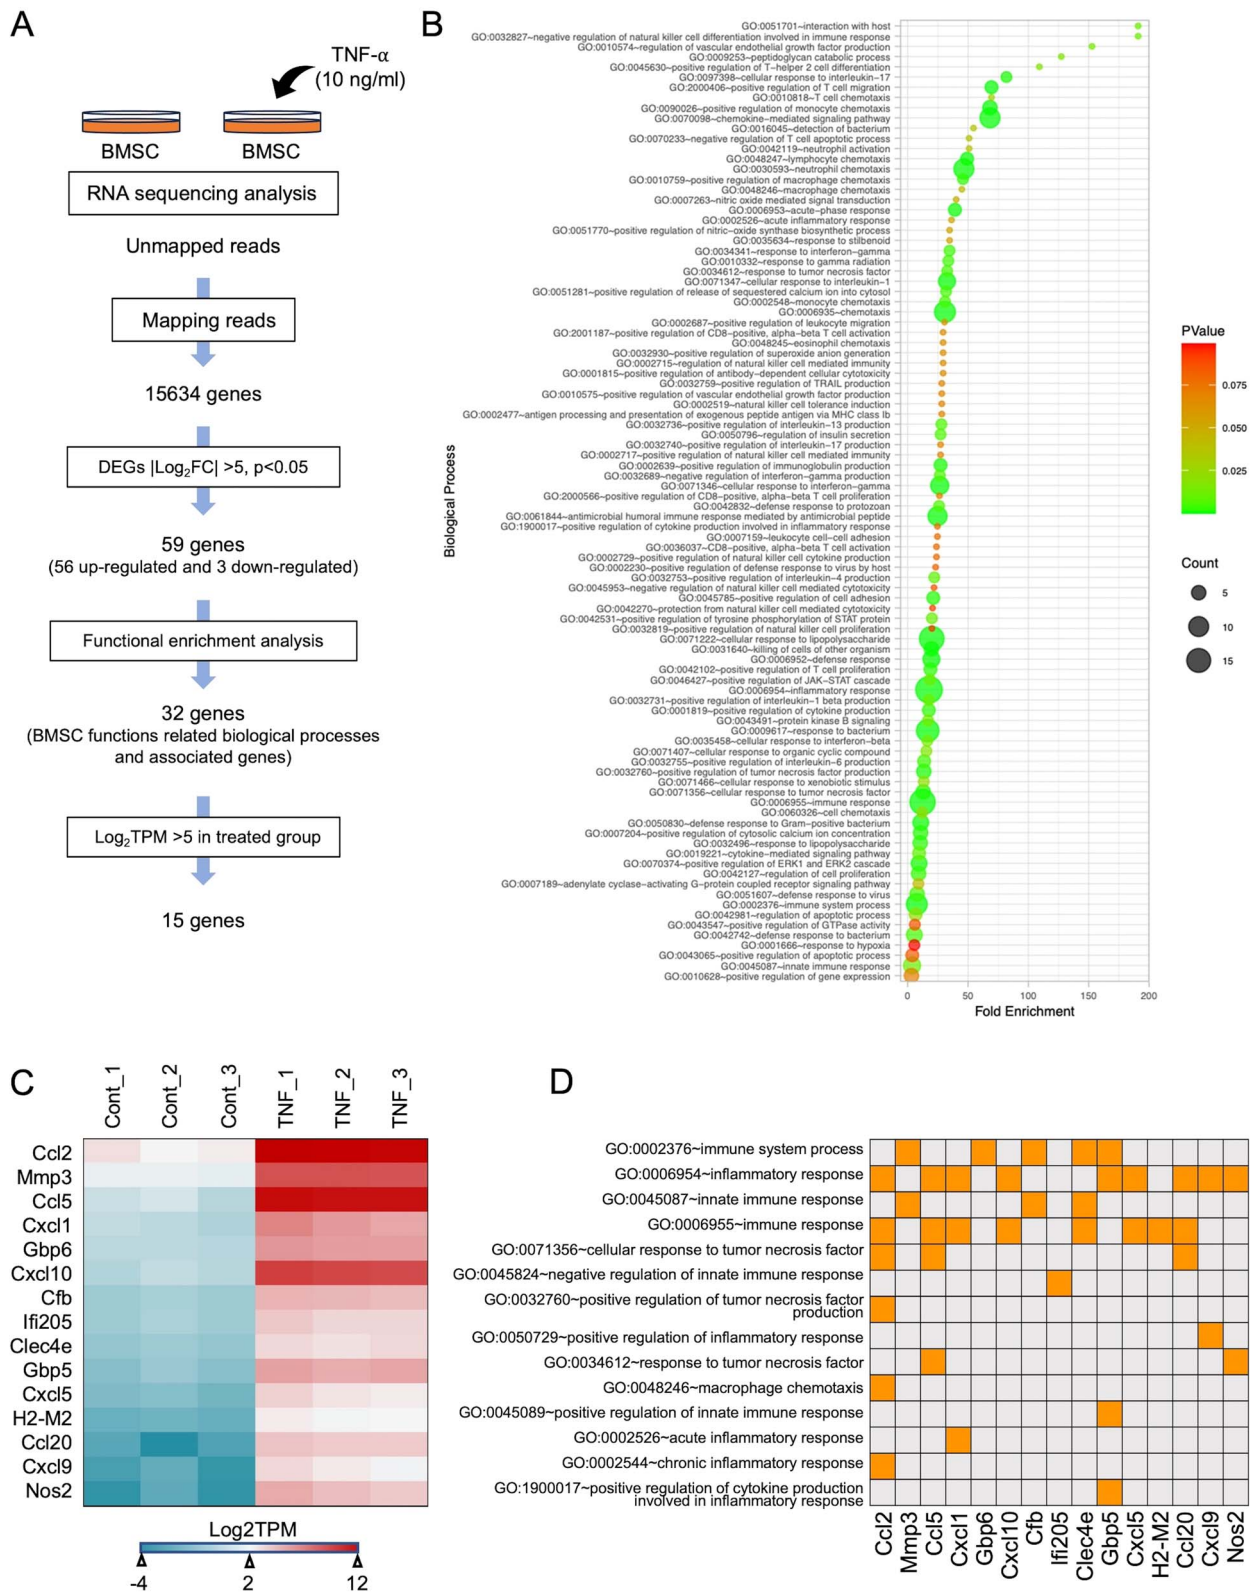 A
TNF-α
(10 ng/ml)
BMSC
BMSC
RNA sequencing analysis
Unmapped reads
Mapping reads
15634 genes
DEGs |Log2FC| >5, p<0.05
59 genes
(56 up-regulated and 3 down-regulated)
Functional enrichment analysis
32 genes
(BMSC functions related biological processes
and associated genes)
Log2TPM >5 in treated group
15 genes
B
Biological Process
GO:0051701~interaction with host
GO:0032827~negative regulation of natural killer cell differentiation involved in immune response
GO:0010574~regulation of vascular endothelial growth factor production
GO:0009253~peptidoglycan catabolic process
GO:0045630~positive regulation of T-helper 2 cell differentiation
GO:0097398~cellular response to interleukin-17
GO:2000406~positive regulation of T cell migration
GO:0010818~T cell chemotaxis
GO:0090026~positive regulation of monocyte chemotaxis
GO:0070098~chemokine-mediated signaling pathway
GO:0016045~detection of bacterium
GO:0070233~negative regulation of T cell apoptotic process
GO:0042119~neutrophil activation
GO:0048247~lymphocyte chemotaxis
GO:0030593~neutrophil chemotaxis
GO:0010759~positive regulation of macrophage chemotaxis
GO:0048246~macrophage chemotaxis
GO:0007263~nitric oxide mediated signal transduction
GO:0006953~acute-phase response
GO:0002526~acute inflammatory response
GO:0051770~positive regulation of nitric-oxide synthase biosynthetic process
GO:0035634~response to stilbenoid
GO:0034341~response to interferon-gamma
GO:0010332~response to gamma radiation
GO:0034612~response to tumor necrosis factor
GO:0071347~cellular response to interleukin-1
GO:0051281~positive regulation of release of sequestered calcium ion into cytosol
GO:0002548~monocyte chemotaxis
GO:0006935~chemotaxis
GO:0002687~positive regulation of leukocyte migration
GO:2001187~positive regulation of CD8-positive, alpha-beta T cell activation
GO:0048245~eosinophil chemotaxis
GO:0032930~positive regulation of superoxide anion generation
GO:0002715~regulation of natural killer cell mediated immunity
GO:0001815~positive regulation of antibody-dependent cellular cytotoxicity
GO:0032759~positive regulation of TRAIL production
GO:0010575~positive regulation of vascular endothelial growth factor production
GO:0002519~natural killer cell tolerance induction
GO:0002477~antigen processing and presentation of exogenous peptide antigen via MHC class Ib
GO:0032736~positive regulation of interleukin-13 production
GO:0050796~regulation of insulin secretion
GO:0032740~positive regulation of interleukin-17 production
GO:0002717~positive regulation of natural killer cell mediated immunity
GO:0002639~positive regulation of immunoglobulin production
GO:0032689~negative regulation of interferon-gamma production
GO:0071346~cellular response to interferon-gamma
GO:2000566~positive regulation of CD8-positive, alpha-beta T cell proliferation
GO:0042832~defense response to protozoan
GO:0061844~antimicrobial humoral immune response mediated by antimicrobial peptide
GO:1900017~positive regulation of cytokine production involved in inflammatory response
GO:0007159~leukocyte cell-cell adhesion
GO:0036037~CD8-positive, alpha-beta T cell activation
GO:0002729~positive regulation of natural killer cell cytokine production
GO:0002230~positive regulation of defense response to virus by host
GO:0032753~positive regulation of interleukin-4 production
GO:0045953~negative regulation of natural killer cell mediated cytotoxicity
GO:0045785~positive regulation of cell adhesion
GO:0042270~protection from natural killer cell mediated cytotoxicity
GO:0042531~positive regulation of tyrosine phosphorylation of STAT protein
GO:0032819~positive regulation of natural killer cell proliferation
GO:0071222~cellular response to lipopolysaccharide
GO:0031640~killing of cells of other organism
GO:0006952~defense response
GO:0042102~positive regulation of T cell proliferation
GO:0046427~positive regulation of JAK-STAT cascade
GO:0006954~inflammatory response
GO:0032731~positive regulation of interleukin-1 beta production
GO:0001819~positive regulation of cytokine production
GO:0043491~protein kinase B signaling
GO:0009617~response to bacterium
GO:0035458~cellular response to interferon-beta
GO:0071407~cellular response to organic cyclic compound
GO:0032755~positive regulation of interleukin-6 production
GO:0032760~positive regulation of tumor necrosis factor production
GO:0071466~cellular response to xenobiotic stimulus
GO:0071356~cellular response to tumor necrosis factor
GO:0006955~immune response
GO:0060326~cell chemotaxis
GO:0050830~defense response to Gram-positive bacterium
GO:0007204~positive regulation of cytosolic calcium ion concentration
GO:0032496~response to lipopolysaccharide
GO:0019221~cytokine-mediated signaling pathway
GO:0070374~positive regulation of ERK1 and ERK2 cascade
GO:0042127~regulation of cell proliferation
GO:0007189~adenylate cyclase-activating G-protein coupled receptor signaling pathway
GO:0051607~defense response to virus
GO:0002376~immune system process
GO:0042981~regulation of apoptotic process
GO:0043547~positive regulation of GTPase activity
GO:0042742~defense response to bacterium
GO:0001666~response to hypoxia
GO:0043065~positive regulation of apoptotic process
GO:0045087~innate immune response
GO:0010628~positive regulation of gene expression
0 50 100 150 200
Fold Enrichment
PValue
0.075
0.050
0.025
Count
5
10
15
C
Cont_1 Cont_2 Cont_3 TNF_1 TNF_2 TNF_3
Ccl2
Mmp3
Ccl5
Cxcl1
Gbp6
Cxcl10
Cfb
Ifi205
Clec4e
Gbp5
Cxcl5
H2-M2
Ccl20
Cxcl9
Nos2
Log2TPM
-4 2 12
D
GO:0002376~immune system process
GO:0006954~inflammatory response
GO:0045087~innate immune response
GO:0006955~immune response
GO:0071356~cellular response to tumor necrosis factor
GO:0045824~negative regulation of innate immune response
GO:0032760~positive regulation of tumor necrosis factor
production
GO:0050729~positive regulation of inflammatory response
GO:0034612~response to tumor necrosis factor
GO:0048246~macrophage chemotaxis
GO:0045089~positive regulation of innate immune response
GO:0002526~acute inflammatory response
GO:0002544~chronic inflammatory response
GO:1900017~positive regulation of cytokine production
involved in inflammatory response
Ccl2 Mmp3 Ccl5 Cxcl1 Gbp6 Cxcl10 Cfb Ifi205 Clec4e Gbp5 Cxcl5 H2-M2 Ccl20 Cxcl9 Nos2